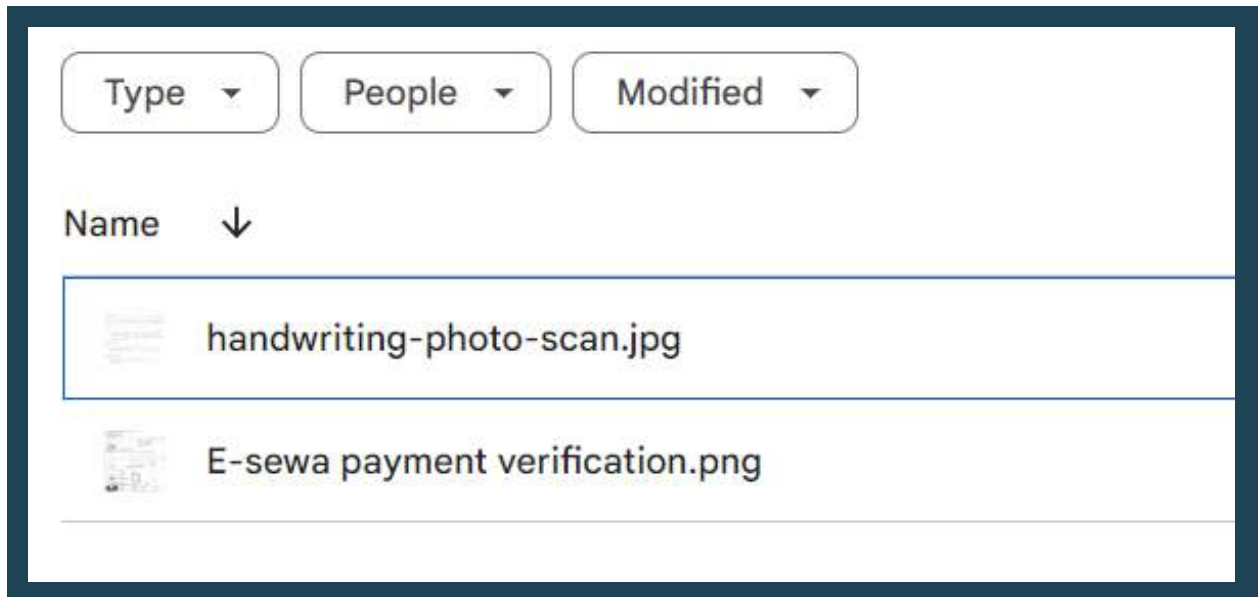 Type People Modified
Name
handwriting-photo-scan.jpg
E-sewa payment verification.png